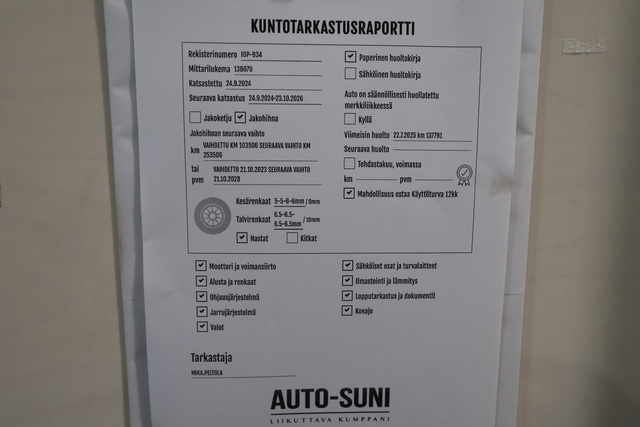 KUNTOTARKASTUSRAPORTTI
Rekisterinumero IOP-934
Mittarilukema 138079
Katsastettu 24.9.2024
Seuraava katsastus 24.9.2024-23.10.2026
Jakoketju Jakohihna
Jakohihnan seuraava vaihto
km VAIHDETTU KM 103506 SEURAAVA VAIHTO KM
253506
tai VAIHDETTU 21.10.2023 SEURAAVA VAIHTO
pvm 21.10.2028
Kesärenkaat 5-5-6-6mm / 8mm
Talvirenkaat 6.5-6.5-
6.5-6.5mm / 10mm
Nastat Kitkat
Paperinen huoltokirja
Sähköinen huoltokirja
Auto on säännöllisesti huollatettu
merkkiliikkeessä
Kyllä
Viimeisin huolto 22.7.2025 km 137791
Seuraava huolto
Tehdastakuu, voimassa
km pvm
Mahdollisuus ostaa Käyttöturva 12kk
Moottori ja voimansiirto
Alusta ja renkaat
Ohjausjärjestelmä
Jarrujärjestelmä
Valot
Sähköiset osat ja turvalaitteet
Ilmastointi ja lämmitys
Lopputarkastus ja dokumentit
Koeajo
Tarkastaja
MIKA.PELTOLA
AUTO-SUNI
LIIKUTTAVA KUMPPANI